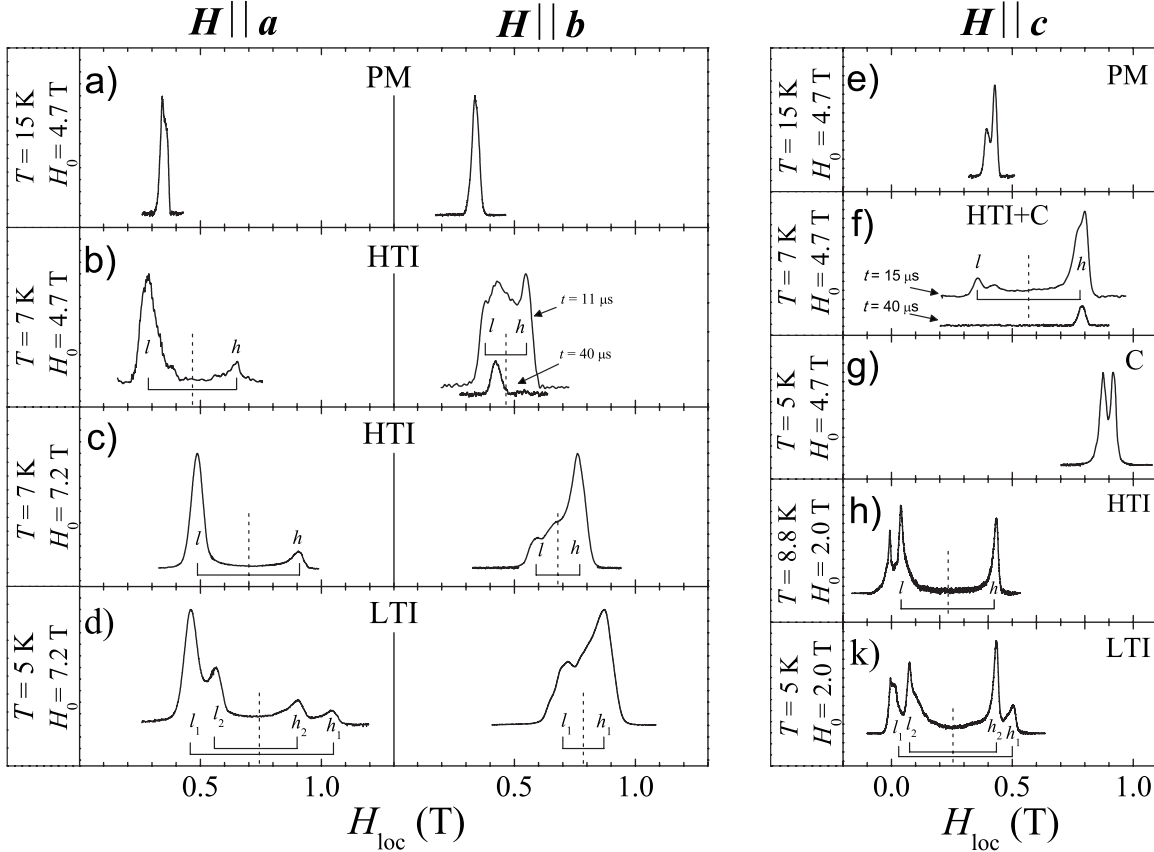 H || a
H || b
H || c
T = 15 K
H0 = 4.7 T
a)
PM
T = 7 K
H0 = 4.7 T
b)
HTI
l
h
l
h
t = 11 µs
t = 40 µs
T = 7 K
H0 = 7.2 T
c)
HTI
l
h
l
h
T = 5 K
H0 = 7.2 T
d)
LTI
l1
l2
h2
h1
l1
h1
0.5
1.0
0.5
1.0
Hloc (T)
T = 15 K
H0 = 4.7 T
e)
PM
T = 7 K
H0 = 4.7 T
f)
HTI+C
l
h
t = 15 µs
t = 40 µs
T = 5 K
H0 = 4.7 T
g)
C
T = 8.8 K
H0 = 2.0 T
h)
HTI
l
h
T = 5 K
H0 = 2.0 T
k)
LTI
l1
l2
h2
h1
0.0
0.5
1.0
Hloc (T)